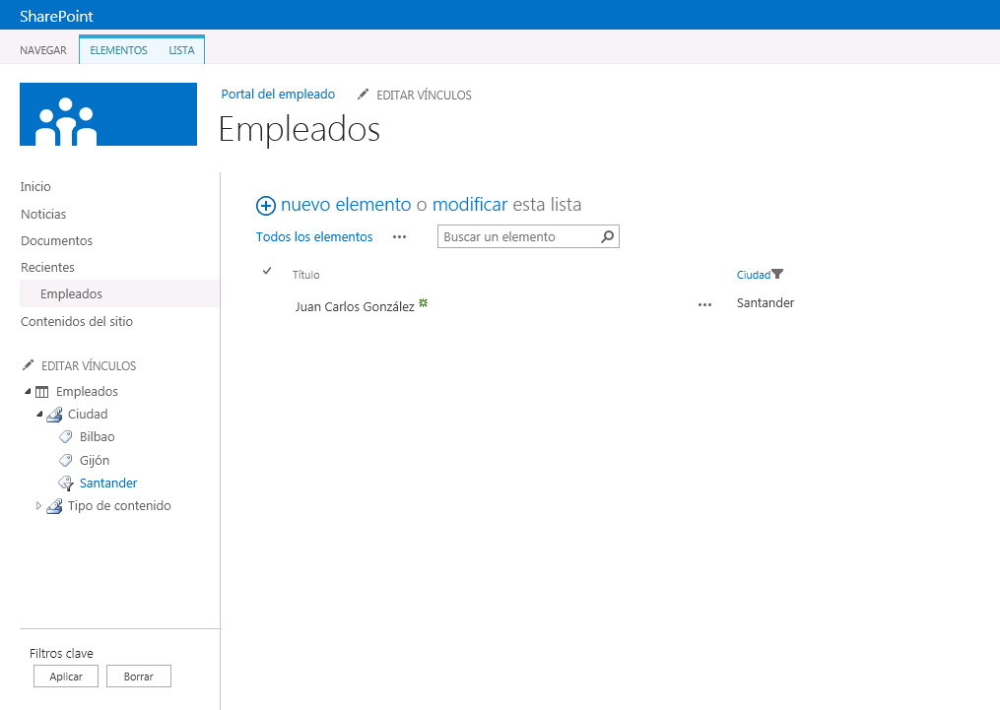 SharePoint
NAVEGAR ELEMENTOS LISTA
Portal del empleado EDITAR VÍNCULOS
Empleados
Inicio
Noticias
Documentos
Recientes
Empleados
Contenidos del sitio
EDITAR VÍNCULOS
Empleados
Ciudad
Bilbao
Gijón
Santander
Tipo de contenido
Filtros clave
Aplicar Borrar
nuevo elemento o modificar esta lista
Todos los elementos ••• Buscar un elemento
Título Ciudad
Juan Carlos González ••• Santander